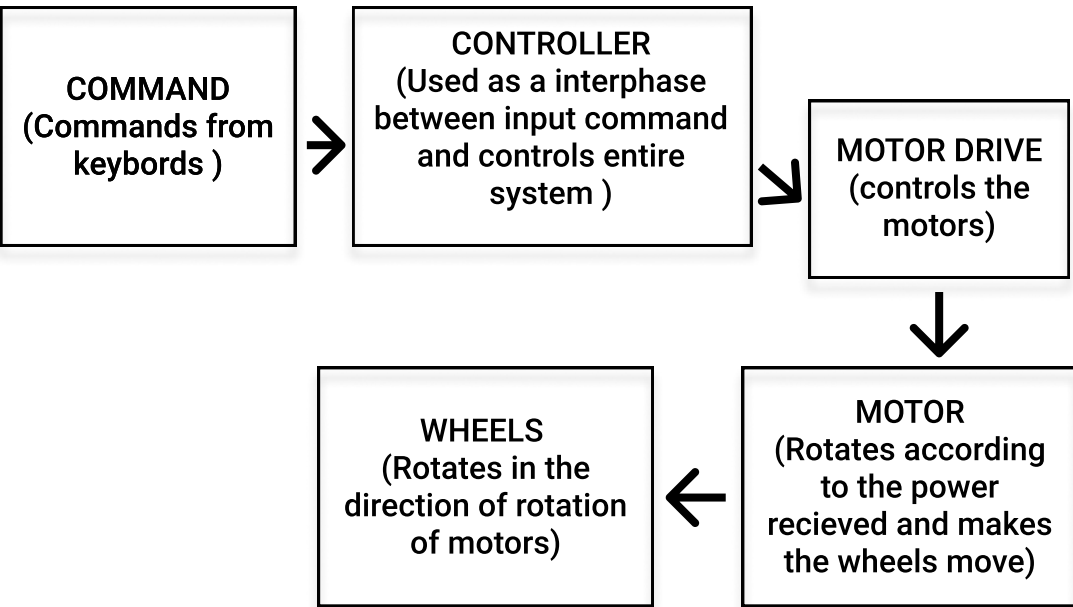 COMMAND
(Commands from
keybords )
CONTROLLER
(Used as a interphase
between input command
and controls entire
system )
MOTOR DRIVE
(controls the
motors)
MOTOR
(Rotates according
to the power
recieved and makes
the wheels move)
WHEELS
(Rotates in the
direction of rotation
of motors)